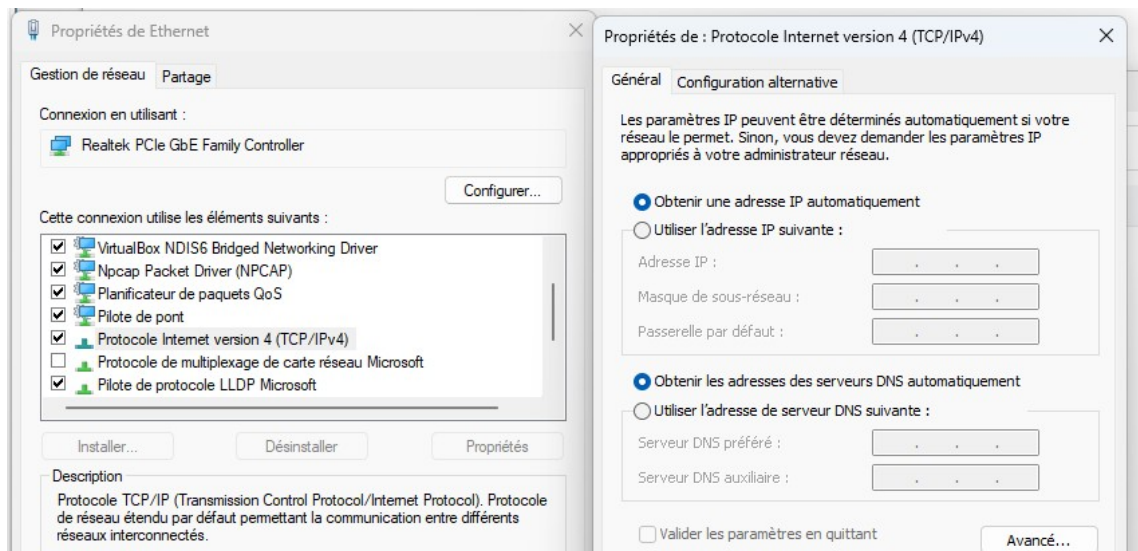 Propriétés de Ethernet
Gestion de réseau
Partage
Connexion en utilisant :
Realtek PCIe GbE Family Controller
Configurer...
Cette connexion utilise les éléments suivants :
VirtualBox NDIS6 Bridged Networking Driver
Npcap Packet Driver (NPCAP)
Planificateur de paquets QoS
Pilote de pont
Protocole Internet version 4 (TCP/IPv4)
Protocole de multiplexage de carte réseau Microsoft
Pilote de protocole LLDP Microsoft
Installer...
Désinstaller
Propriétés
Description
Protocole TCP/IP (Transmission Control Protocol/Internet Protocol). Protocole
de réseau étendu par défaut permettant la communication entre différents
réseaux interconnectés.
Propriétés de : Protocole Internet version 4 (TCP/IPv4)
Général
Configuration alternative
Les paramètres IP peuvent être déterminés automatiquement si votre
réseau le permet. Sinon, vous devez demander les paramètres IP
appropriés à votre administrateur réseau.
Obtenir une adresse IP automatiquement
Utiliser l'adresse IP suivante :
Adresse IP :
Masque de sous-réseau :
Passerelle par défaut :
Obtenir les adresses des serveurs DNS automatiquement
Utiliser l'adresse de serveur DNS suivante :
Serveur DNS préféré :
Serveur DNS auxiliaire :
Valider les paramètres en quittant
Avancé...